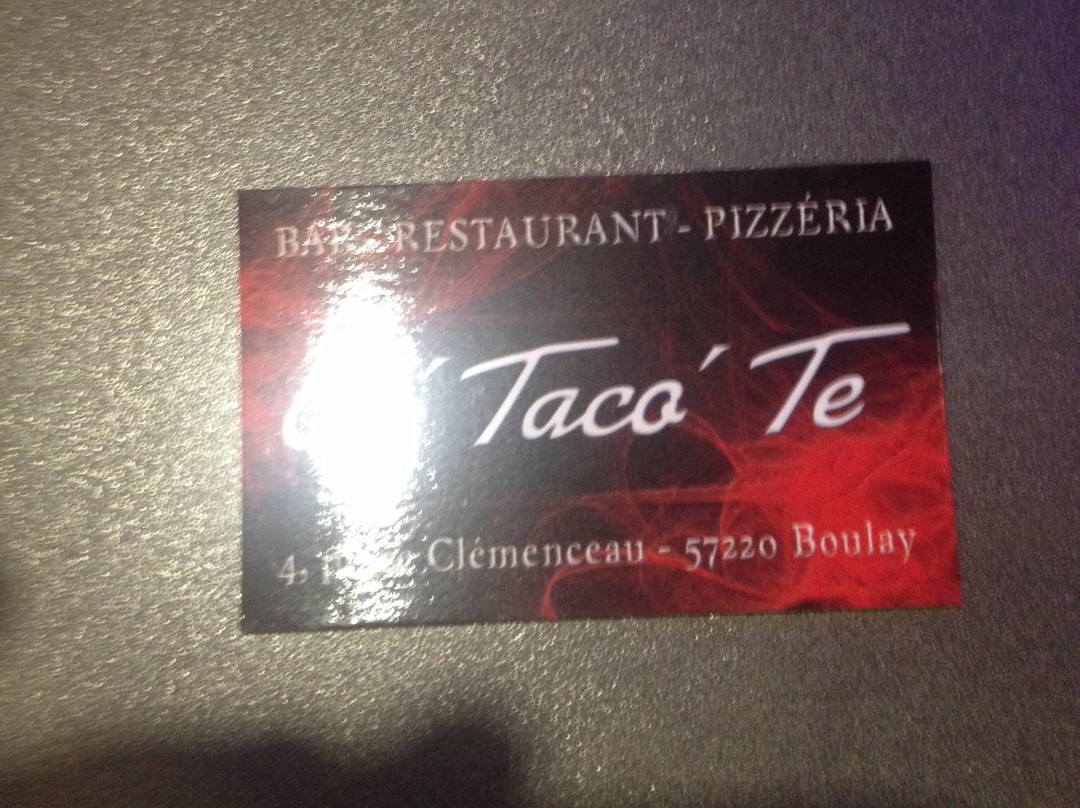 BAR - RESTAURANT - PIZZÉRIA
Taco´ Te
4, Clémenceau - 57220 Boulay